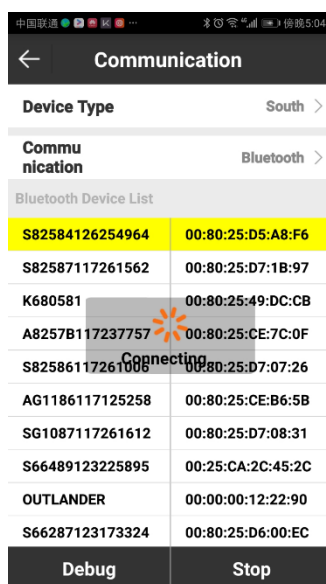 中国联通 傍晚5:04
Communication
Device Type South
Commu
nication Bluetooth
Bluetooth Device List
S82584126254964 00:80:25:D5:A8:F6
S82587117261562 00:80:25:D7:1B:97
K680581 00:80:25:49:DC:CB
A8257B117237757 00:80:25:CE:7C:0F
Connecting...
S82586117261006 00:80:25:D7:07:26
AG1186117125258 00:80:25:CE:B6:5B
SG1087117261612 00:80:25:D7:08:31
S66489123225895 00:25:CA:2C:45:2C
OUTLANDER 00:00:00:12:22:90
S66287123173324 00:80:25:D6:00:EC
Debug Stop